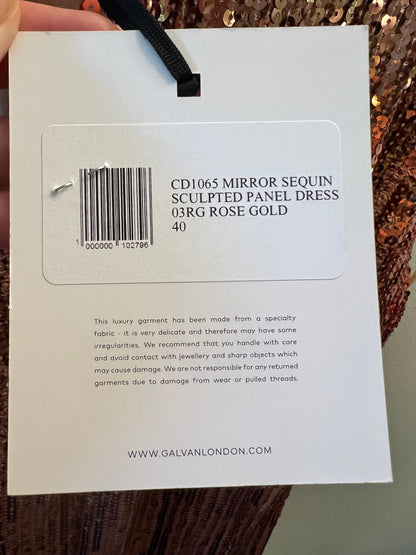 CD1065 MIRROR SEQUIN
SCULPTED PANEL DRESS
03RG ROSE GOLD
40
1 000000 102796
This luxury garment has been made from a specialty
fabric - it is very delicate and therefore may have some
irregularities. We recommend that you handle with care
and avoid contact with jewellery and sharp objects which
may cause damage. We are not responsible for any returned
garments due to damage from wear or pulled threads.
WWW.GALVANLONDON.COM